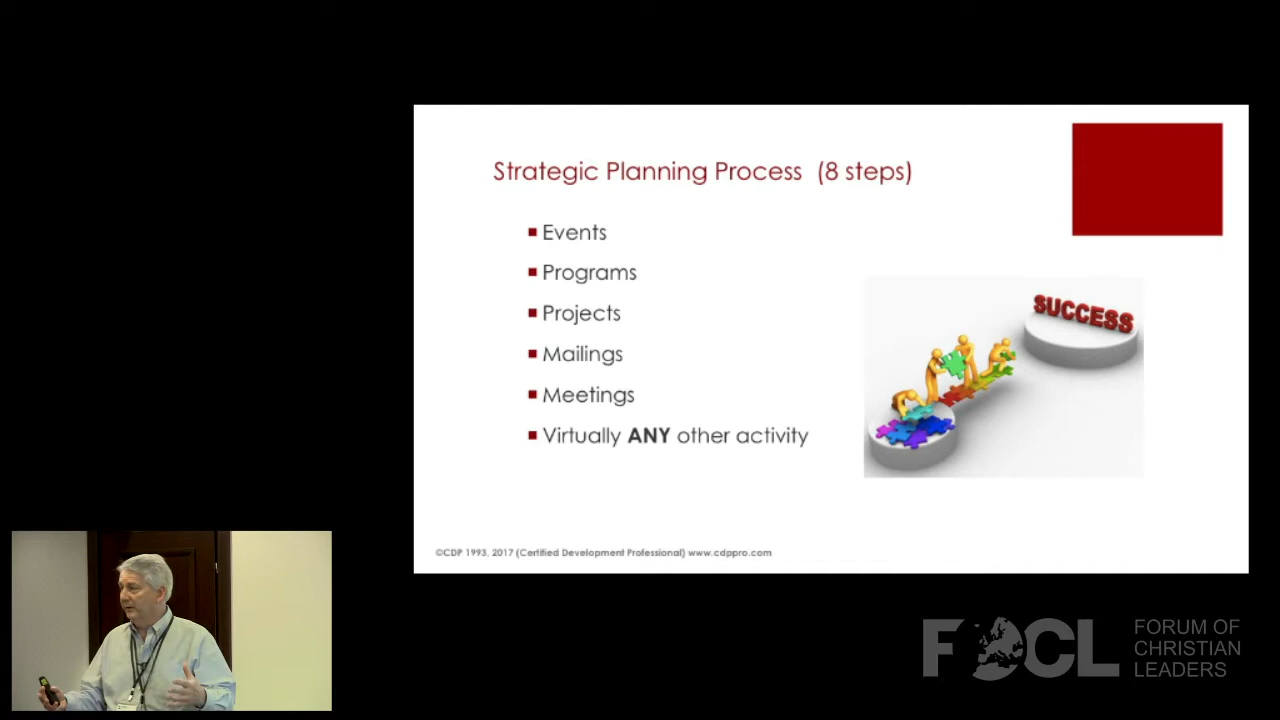 Strategic Planning Process (8 steps)
Events
Programs
Projects
Mailings
Meetings
Virtually ANY other activity
SUCCESS
©CDP 1993, 2017 (Certified Development Professional) www.cdppro.com
FOCL
FORUM OF
CHRISTIAN
LEADERS